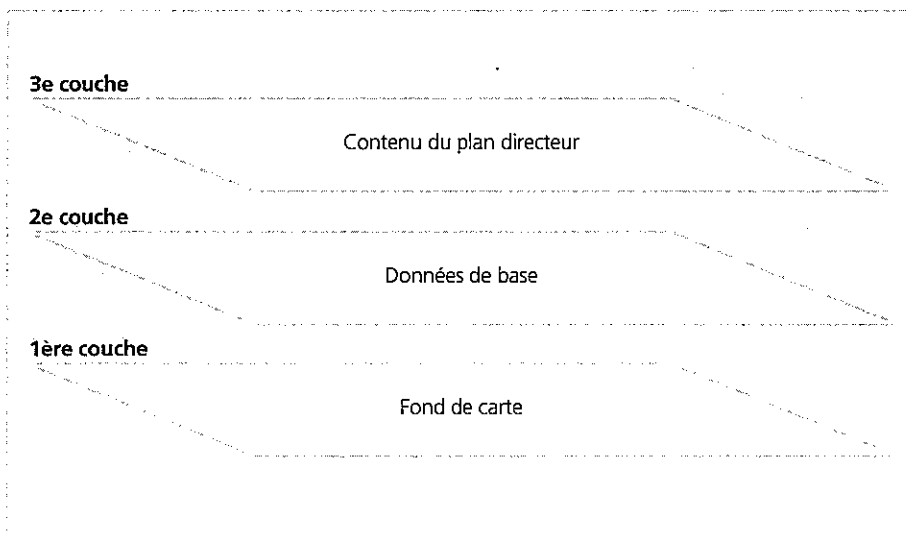 3e couche
Contenu du plan directeur
2e couche
Données de base
1ère couche
Fond de carte